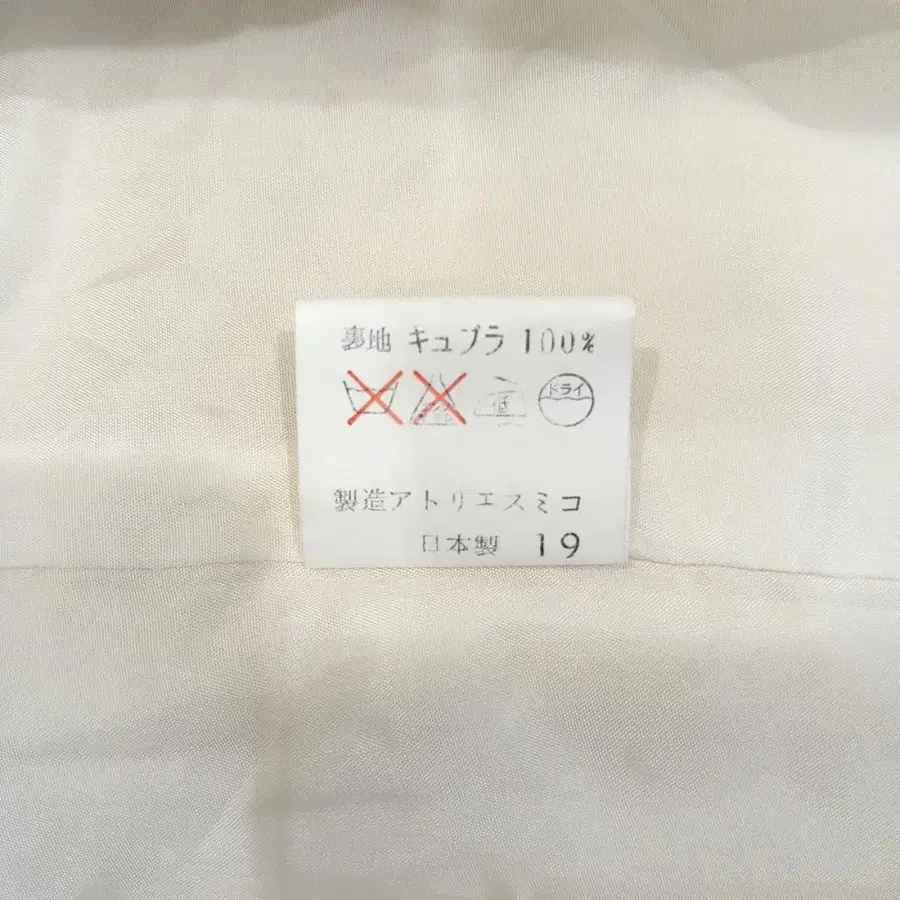 裏地 キュプラ 100%
低 ドライ
製造アトリエスミコ
日本製 19